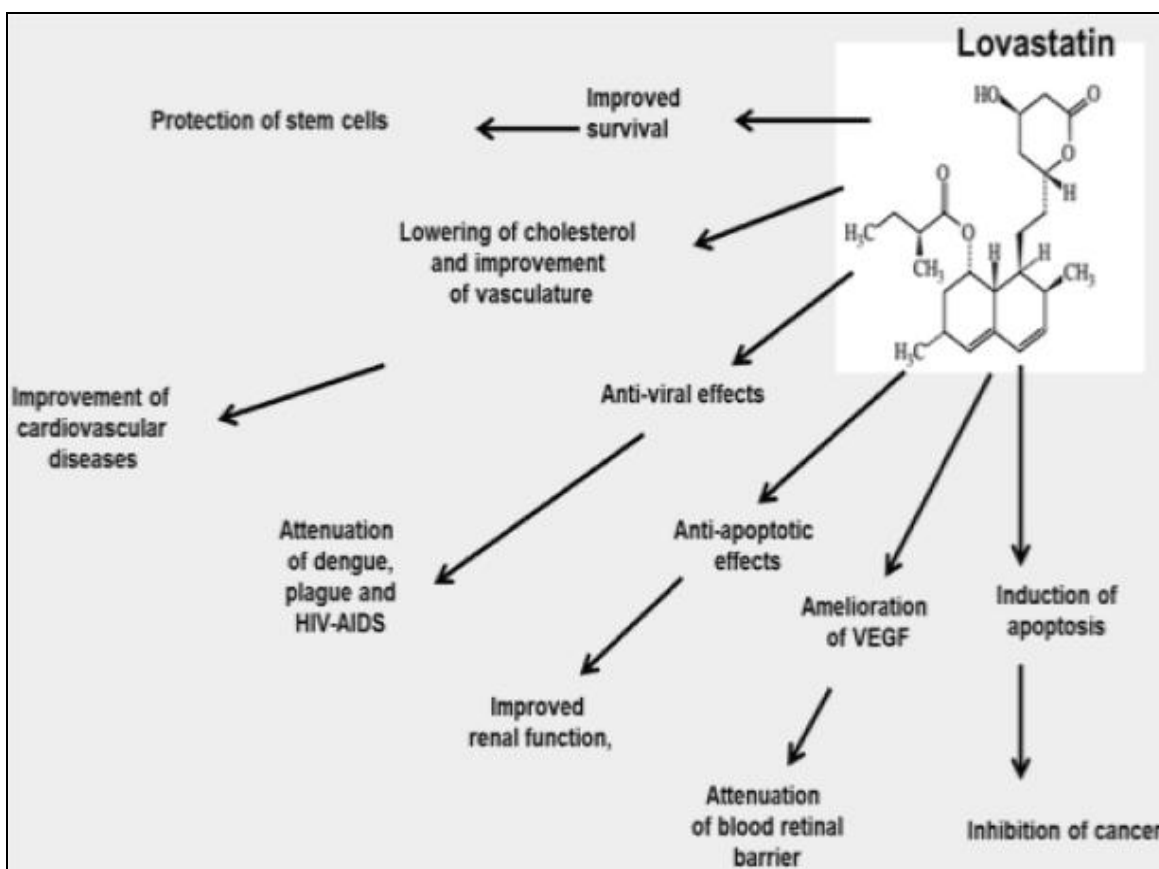 Lovastatin
HO
O
O
H
O
O
H₃C
CH₃
H
H
CH₃
H₃C
Improved
survival
Protection of stem cells
Lowering of cholesterol
and improvement
of vasculature
Improvement of
cardiovascular
diseases
Anti-viral effects
Attenuation
of dengue,
plague and
HIV-AIDS
Anti-apoptotic
effects
Improved
renal function,
Amelioration
of VEGF
Attenuation
of blood retinal
barrier
Induction of
apoptosis
Inhibition of cancer